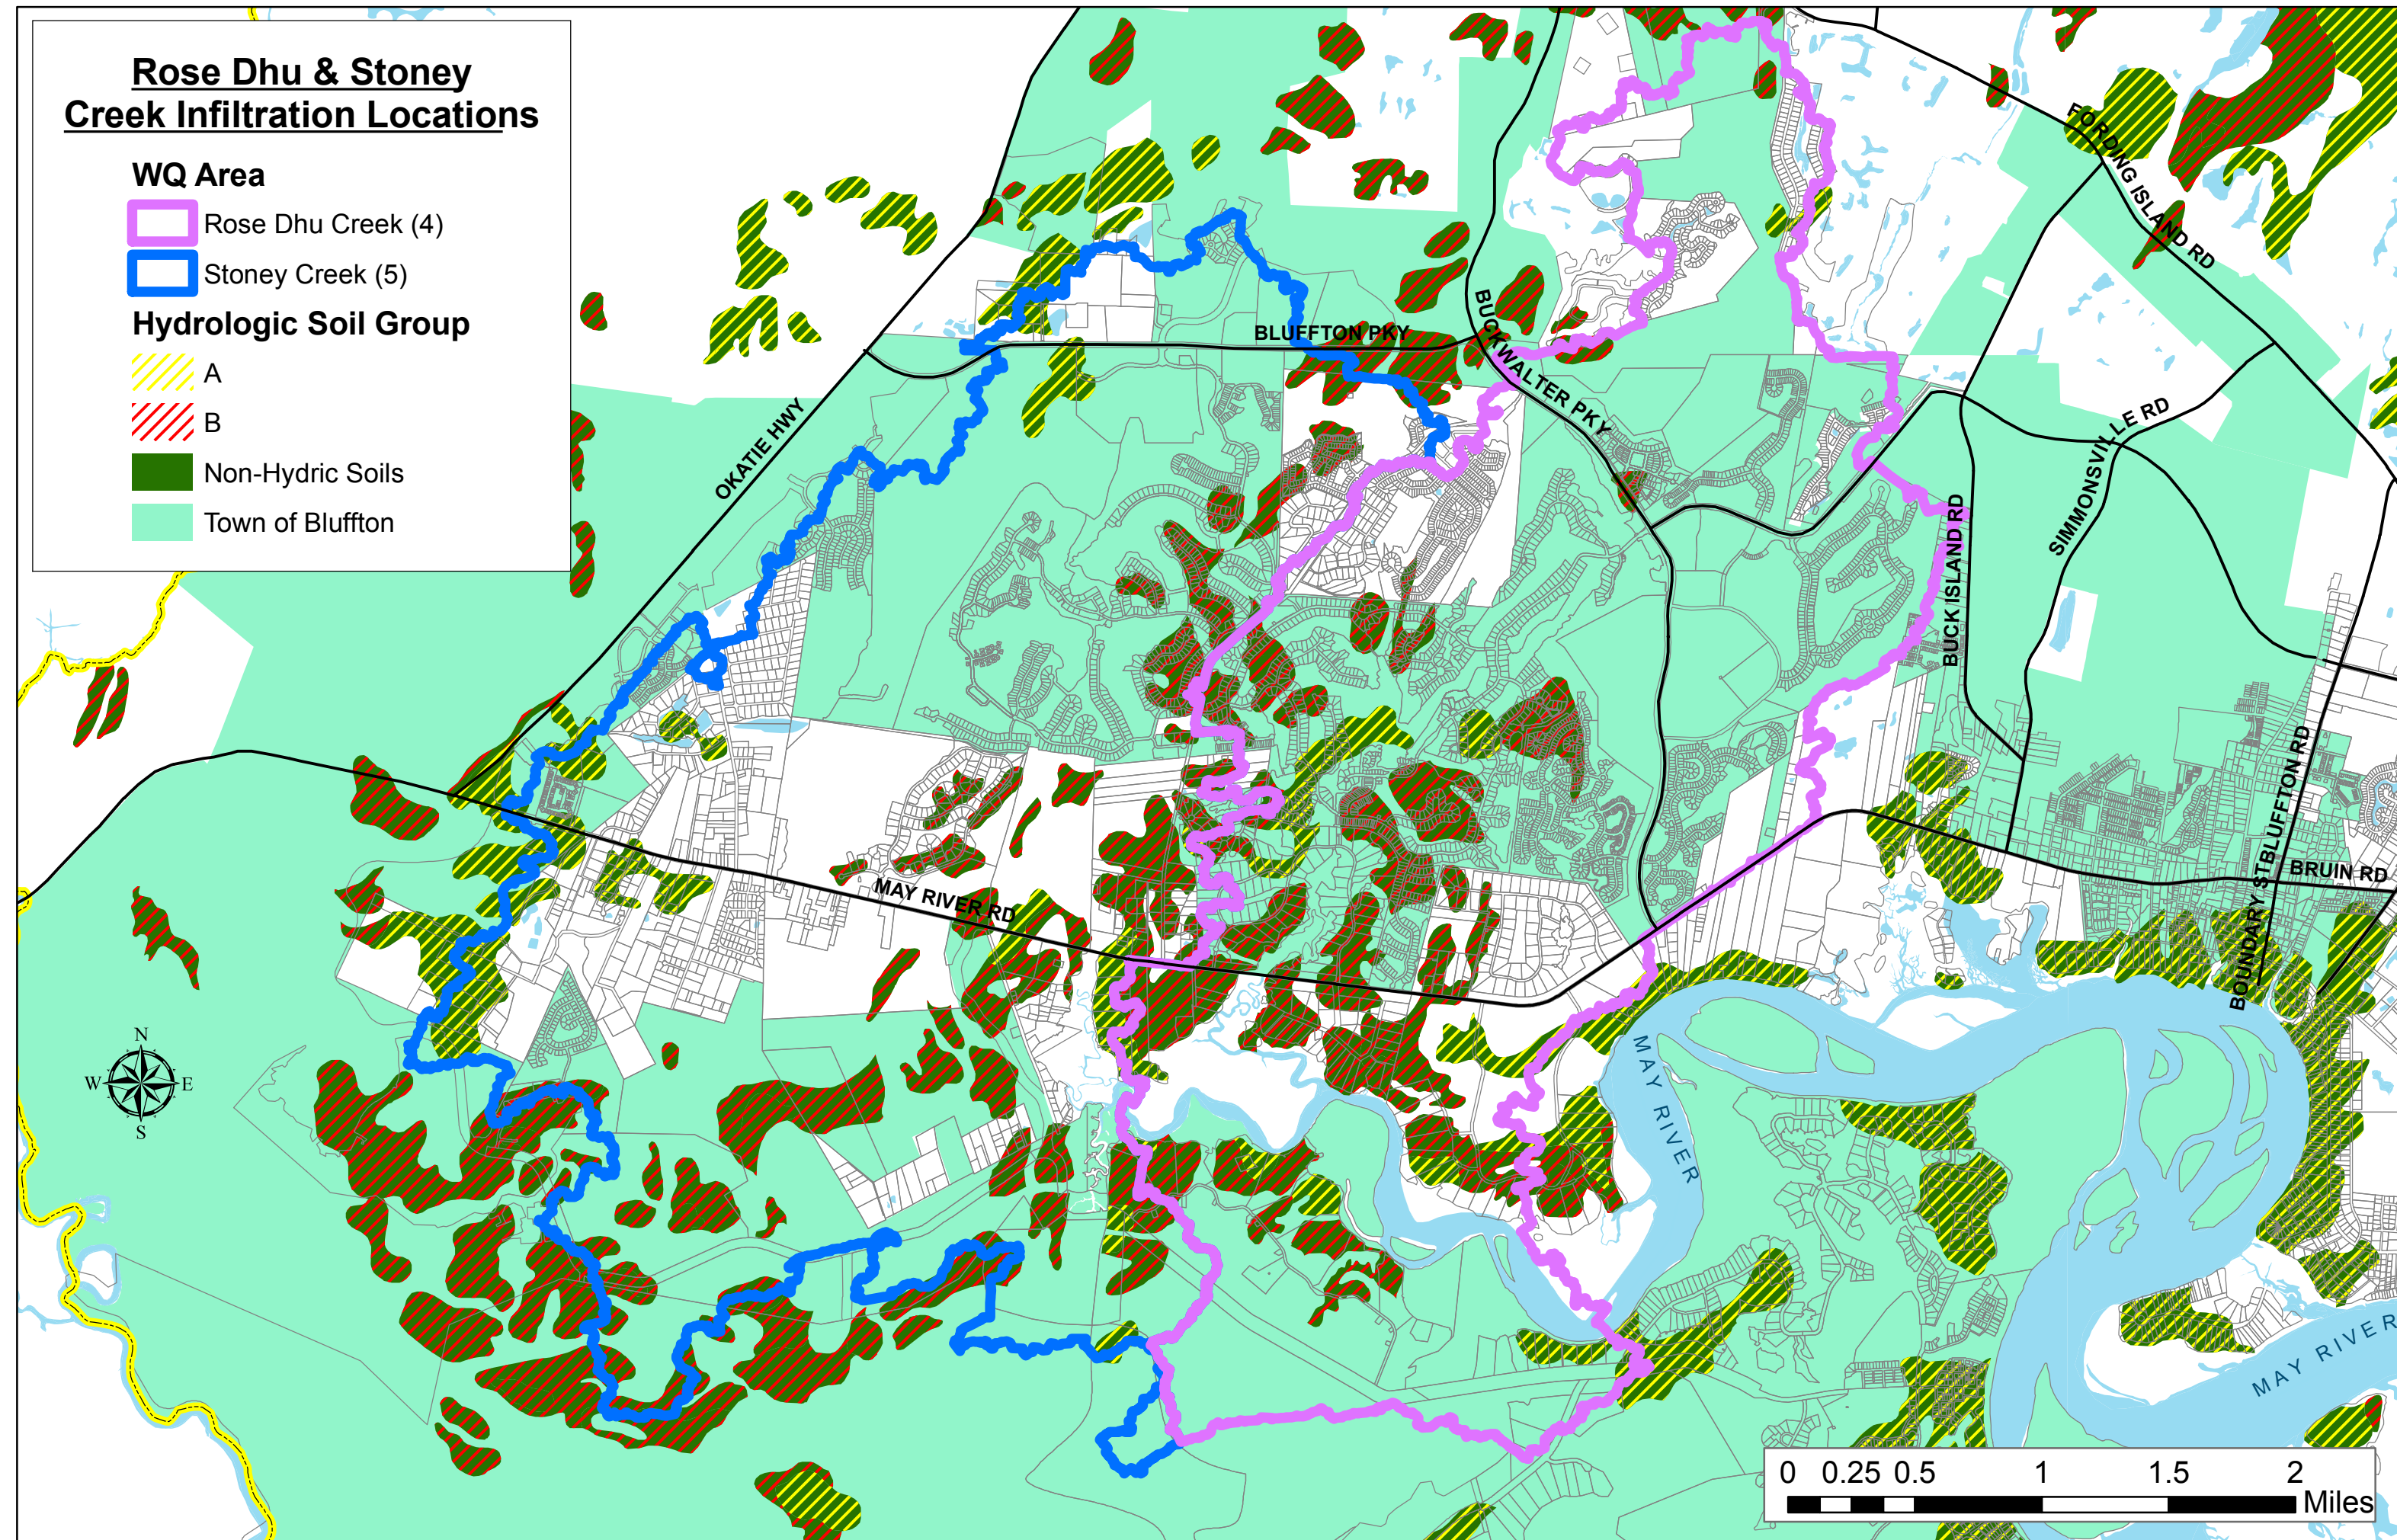 Rose Dhu & Stoney
Creek Infiltration Locations
WQ Area
Rose Dhu Creek (4)
Stoney Creek (5)
Hydrologic Soil Group
A
B
Non-Hydric Soils
Town of Bluffton
FORDING ISLAND RD
BLUFFTON PKY
BUCKWALTER PKY
OKATIE HWY
SIMMONSVILLE RD
BUCK ISLAND RD
MAY RIVER RD
BLUFFTON RD
BRUIN RD
BOUNDARY ST
N
W E
S
MAY RIVER
MAY RIVER
0 0.25 0.5 1 1.5 2
Miles